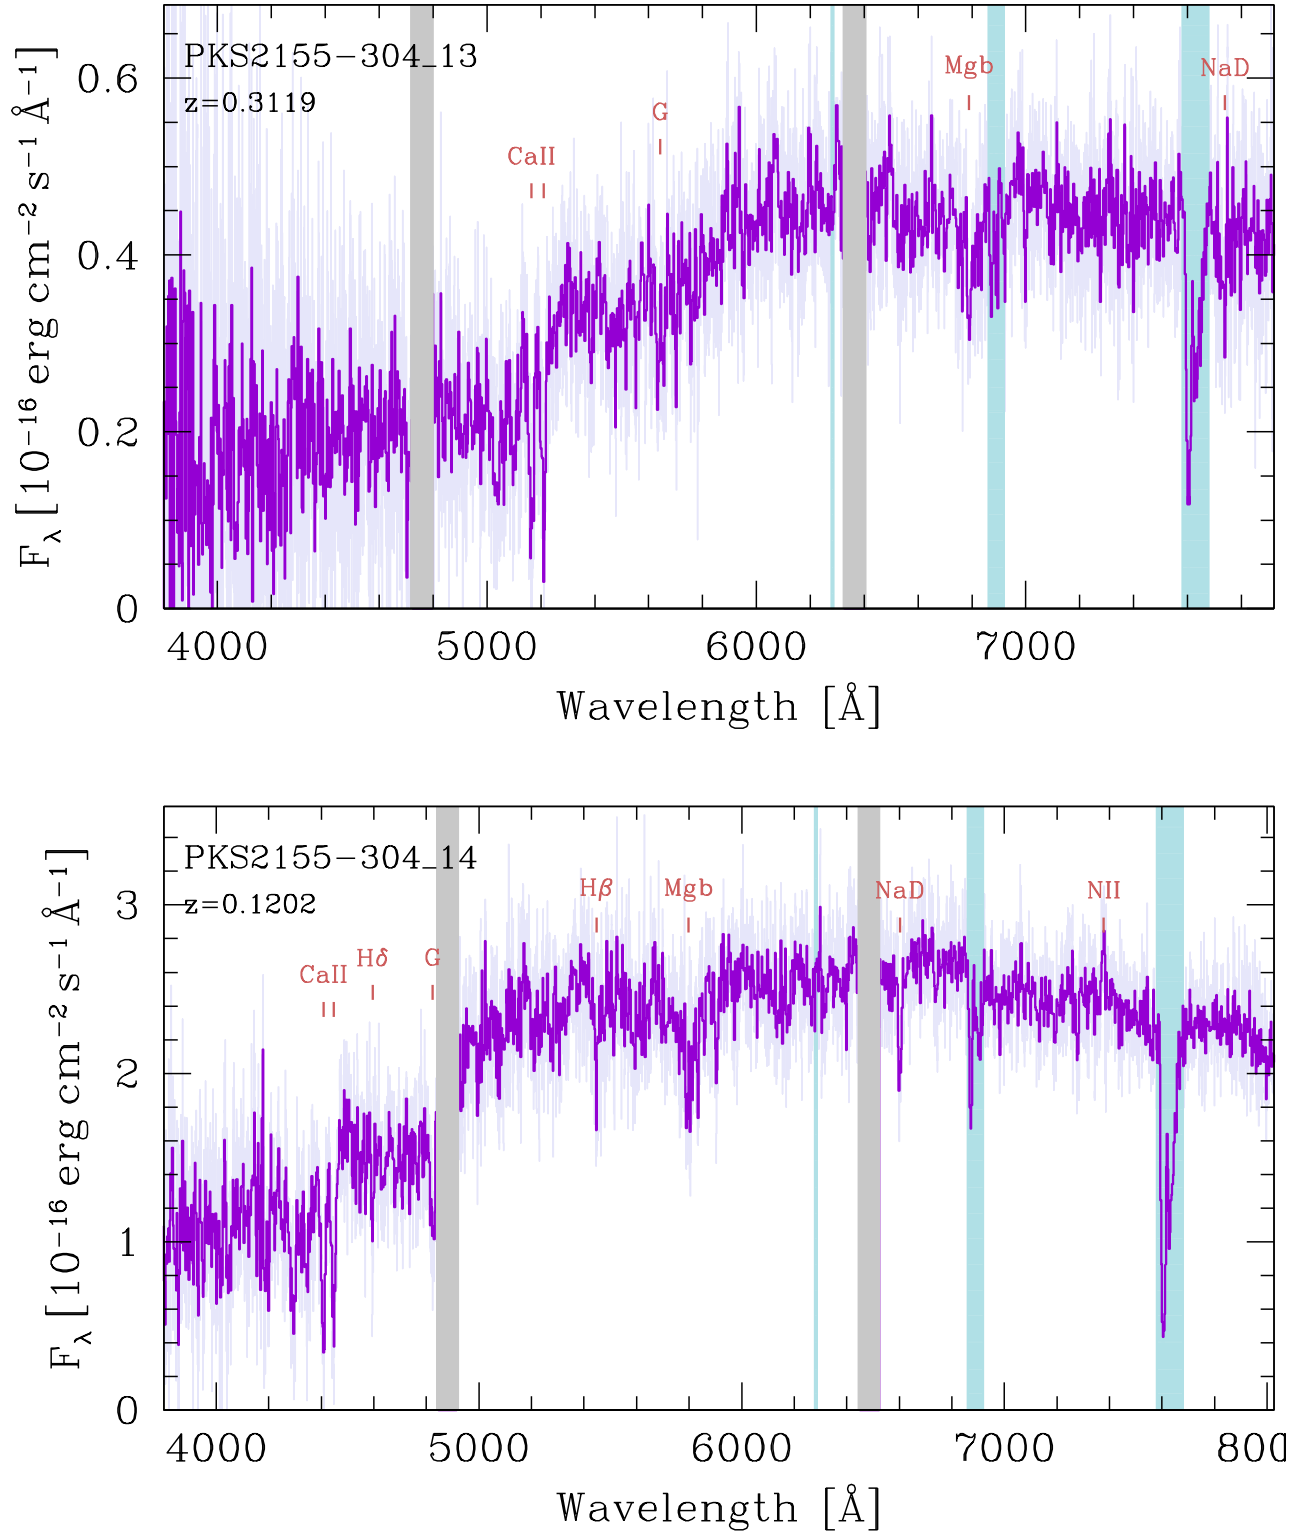 PKS2155−304_13
z=0.3119
CaII
G
Mgb
NaD
0.6
0.4
0.2
0
F_λ [10⁻¹⁶ erg cm⁻² s⁻¹ Å⁻¹]
4000 5000 6000 7000
Wavelength [Å]
PKS2155−304_14
z=0.1202
CaII
Hδ
G
Hβ
Mgb
NaD
NII
3
2
1
0
F_λ [10⁻¹⁶ erg cm⁻² s⁻¹ Å⁻¹]
4000 5000 6000 7000 800
Wavelength [Å]